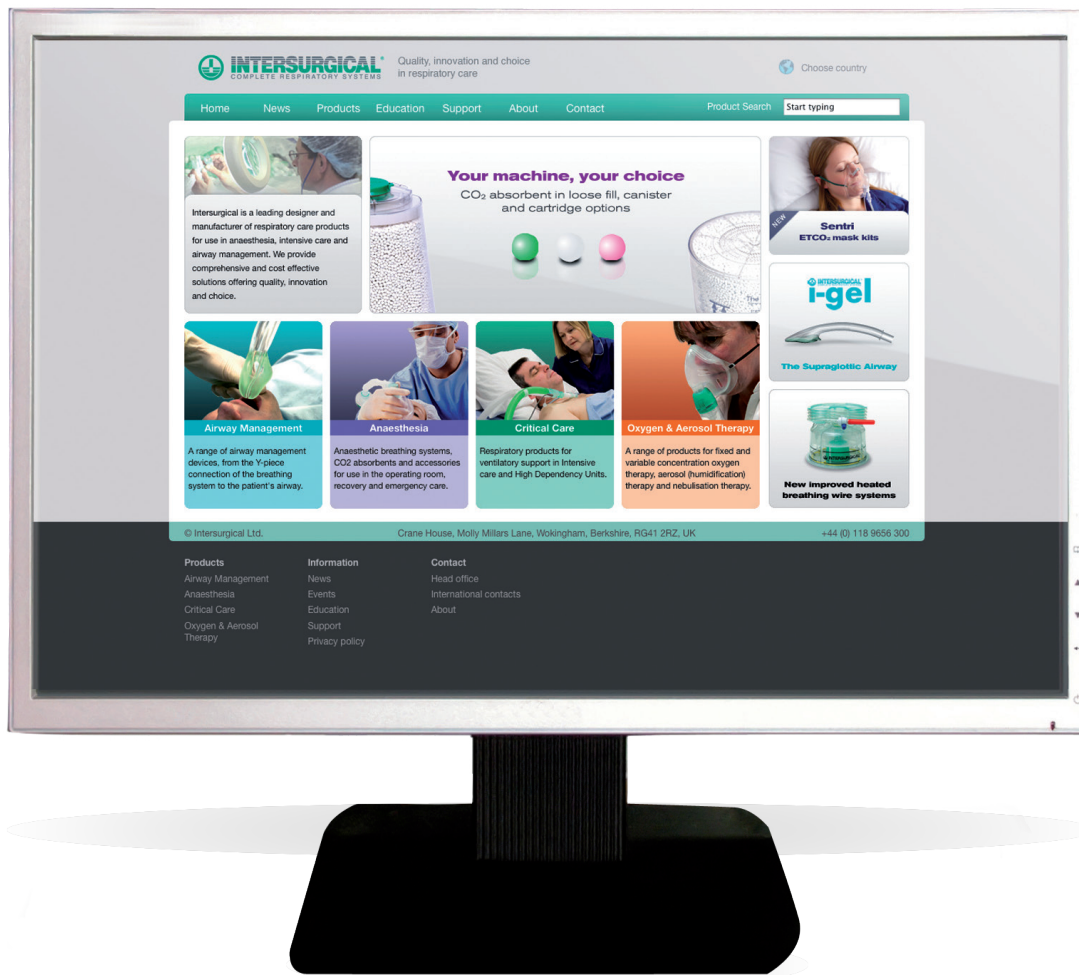 INTERSURGICAL®
COMPLETE RESPIRATORY SYSTEMS
Quality, innovation and choice
in respiratory care
Choose country
Home News Products Education Support About Contact
Product Search Start typing
Intersurgical is a leading designer and
manufacturer of respiratory care products
for use in anaesthesia, intensive care and
airway management. We provide
comprehensive and cost effective
solutions offering quality, innovation
and choice.
Your machine, your choice
CO₂ absorbent in loose fill, canister
and cartridge options
NEW
Sentri
ETCO₂ mask kits
INTERSURGICAL
i-gel
The Supraglottic Airway
Airway Management
A range of airway management
devices, from the Y-piece
connection of the breathing
system to the patient's airway.
Anaesthesia
Anaesthetic breathing systems,
CO2 absorbents and accessories
for use in the operating room,
recovery and emergency care.
Critical Care
Respiratory products for
ventilatory support in Intensive
care and High Dependency Units.
Oxygen & Aerosol Therapy
A range of products for fixed and
variable concentration oxygen
therapy, aerosol (humidification)
therapy and nebulisation therapy.
New improved heated
breathing wire systems
© Intersurgical Ltd. Crane House, Molly Millars Lane, Wokingham, Berkshire, RG41 2RZ, UK +44 (0) 118 9656 300
Products
Airway Management
Anaesthesia
Critical Care
Oxygen & Aerosol
Therapy
Information
News
Events
Education
Support
Privacy policy
Contact
Head office
International contacts
About